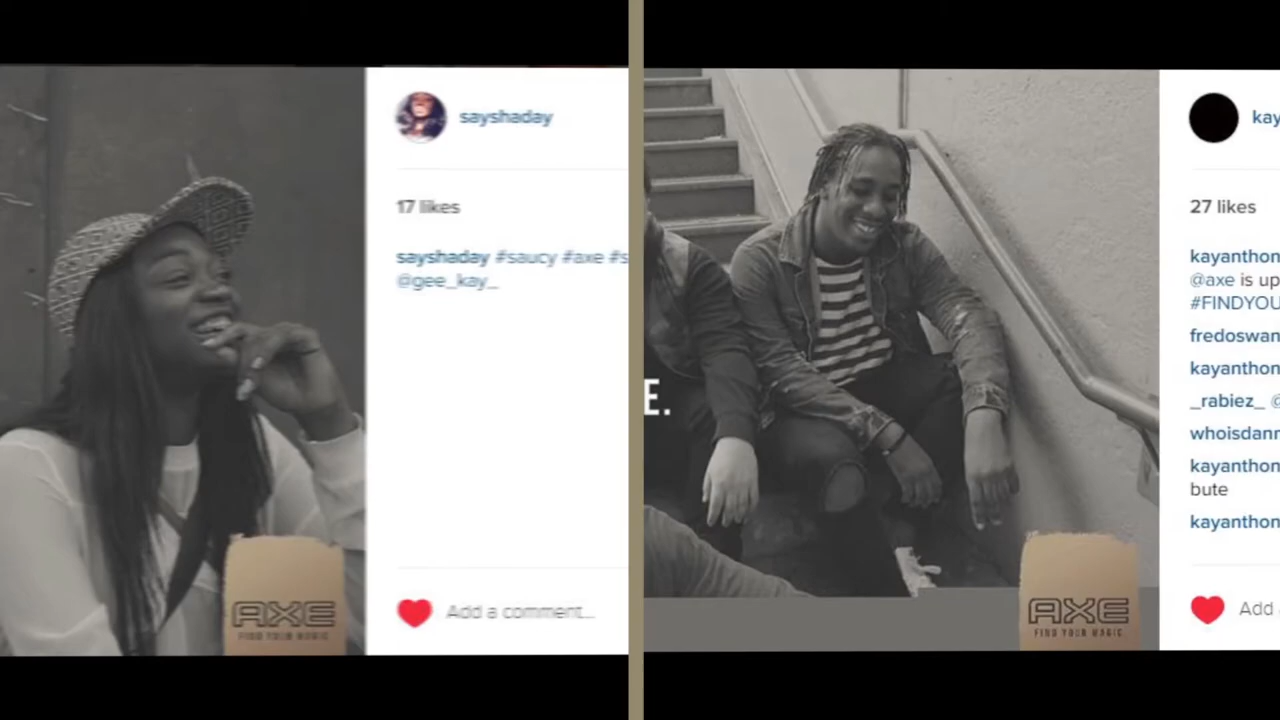 sayshaday
17 likes
sayshaday #saucy #axe #s
@gee_kay_
Add a comment...
AXE
FIND YOUR MAGIC
E.
kay
27 likes
kayanthon
@axe is up
#FINDYOU
fredoswan
kayanthon
_rabiez_ @
whoisdann
kayanthon
bute
kayanthon
Add
AXE
FIND YOUR MAGIC